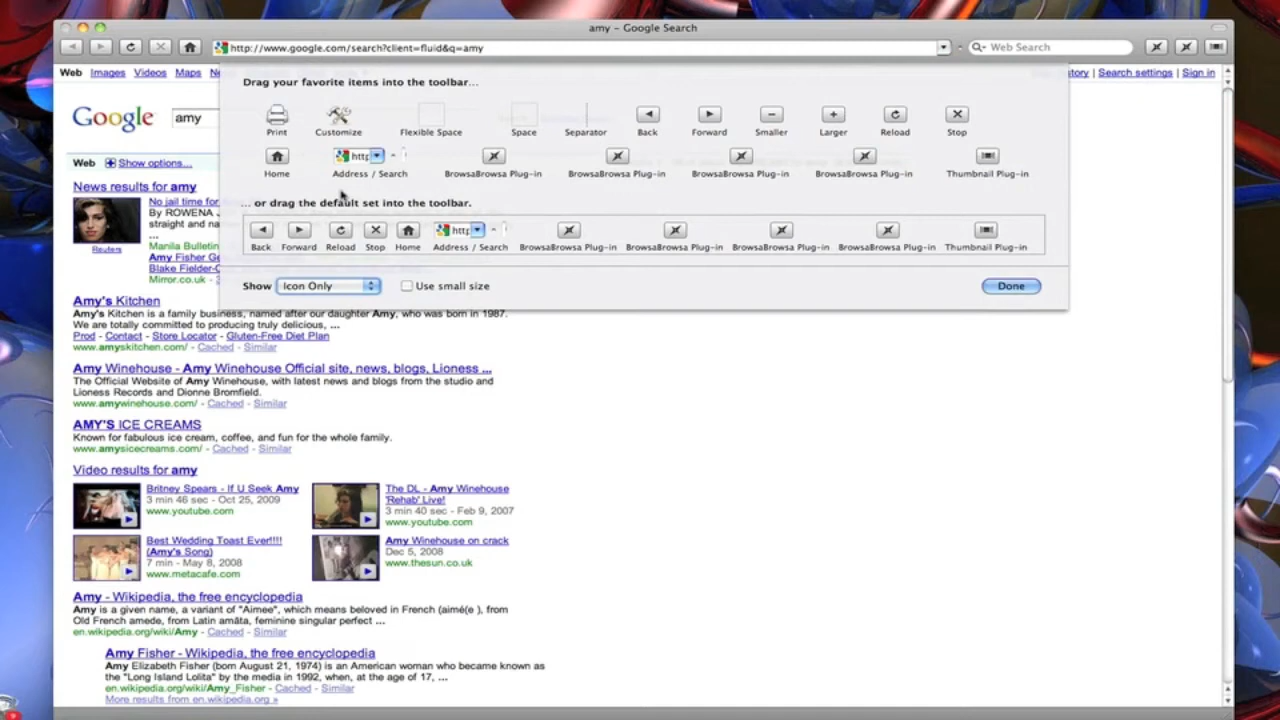 amy - Google Search
http://www.google.com/search?client=fluid&q=amy
Web Search
Web Images Videos Maps
Search settings | Sign in
Google
amy
Drag your favorite items into the toolbar...
Print Customize Flexible Space Space Separator Back Forward Smaller Larger Reload Stop
http
Home Address / Search BrowsaBrowsa Plug-in BrowsaBrowsa Plug-in BrowsaBrowsa Plug-in BrowsaBrowsa Plug-in Thumbnail Plug-in
... or drag the default set into the toolbar.
http
Back Forward Reload Stop Home Address / Search BrowsaBrowsa Plug-in BrowsaBrowsa Plug-in BrowsaBrowsa Plug-in BrowsaBrowsa Plug-in Thumbnail Plug-in
Show Icon Only Use small size Done
Web Show options...
News results for amy
No jail time for
By ROWENA
straight and na
...
Manila Bulletin
Amy Fisher Ge
Blake Fielder-C
Mirror.co.uk
Reuters
Amy's Kitchen
Amy's Kitchen is a family business, named after our daughter Amy, who was born in 1987.
We are totally committed to producing truly delicious, ...
Prod - Contact - Store Locator - Gluten-Free Diet Plan
www.amyskitchen.com/ - Cached - Similar
Amy Winehouse - Amy Winehouse Official site, news, blogs, Lioness ...
The Official Website of Amy Winehouse, with latest news and blogs from the studio and
Lioness Records and Dionne Bromfield.
www.amywinehouse.com/ - Cached - Similar
AMY'S ICE CREAMS
Known for fabulous ice cream, coffee, and fun for the whole family.
www.amysicecreams.com/ - Cached - Similar
Video results for amy
Britney Spears - If U Seek Amy
3 min 46 sec - Oct 25, 2009
www.youtube.com
The DL - Amy Winehouse
'Rehab' Live!
3 min 40 sec - Feb 9, 2007
www.youtube.com
Best Wedding Toast Ever!!!!
(Amy's Song)
7 min - May 8, 2008
www.metacafe.com
Amy Winehouse on crack
Dec 5, 2008
www.thesun.co.uk
Amy - Wikipedia, the free encyclopedia
Amy is a given name, a variant of "Aimee", which means beloved in French (aimé(e ), from
Old French amede, from Latin amāta, feminine singular perfect ...
en.wikipedia.org/wiki/Amy - Cached - Similar
Amy Fisher - Wikipedia, the free encyclopedia
Amy Elizabeth Fisher (born August 21, 1974) is an American woman who became known as
the "Long Island Lolita" by the media in 1992, when, at the age of 17, ...
en.wikipedia.org/wiki/Amy_Fisher - Cached - Similar
More results from en.wikipedia.org »